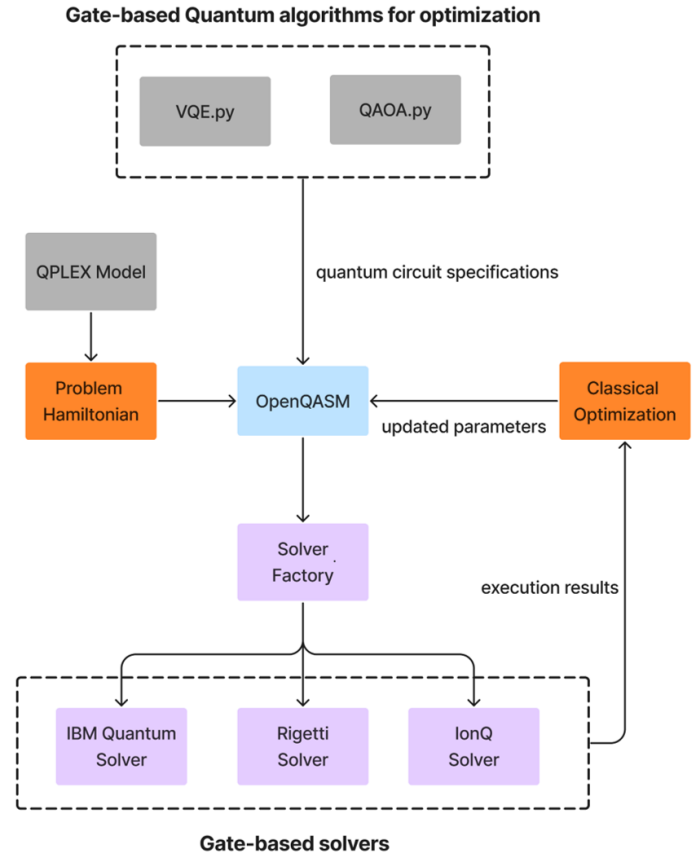 Gate-based Quantum algorithms for optimization
VQE.py
QAOA.py
QPLEX Model
quantum circuit specifications
Problem
Hamiltonian
OpenQASM
Classical
Optimization
updated parameters
Solver
Factory
execution results
IBM Quantum
Solver
Rigetti
Solver
IonQ
Solver
Gate-based solvers